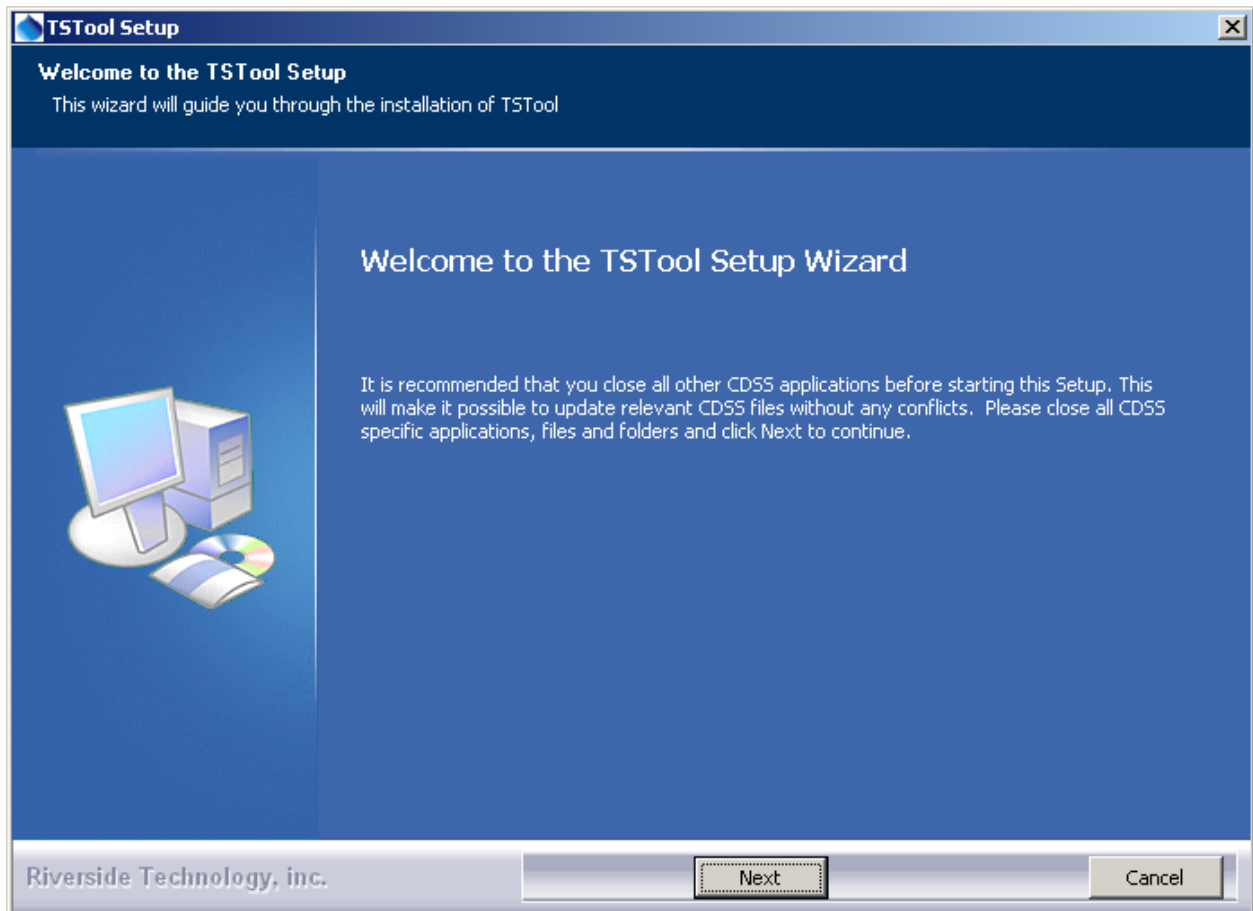 TSTool Setup
Welcome to the TSTool Setup
This wizard will guide you through the installation of TSTool
Welcome to the TSTool Setup Wizard
It is recommended that you close all other CDSS applications before starting this Setup. This
will make it possible to update relevant CDSS files without any conflicts.  Please close all CDSS
specific applications, files and folders and click Next to continue.
Riverside Technology, inc.
Next
Cancel